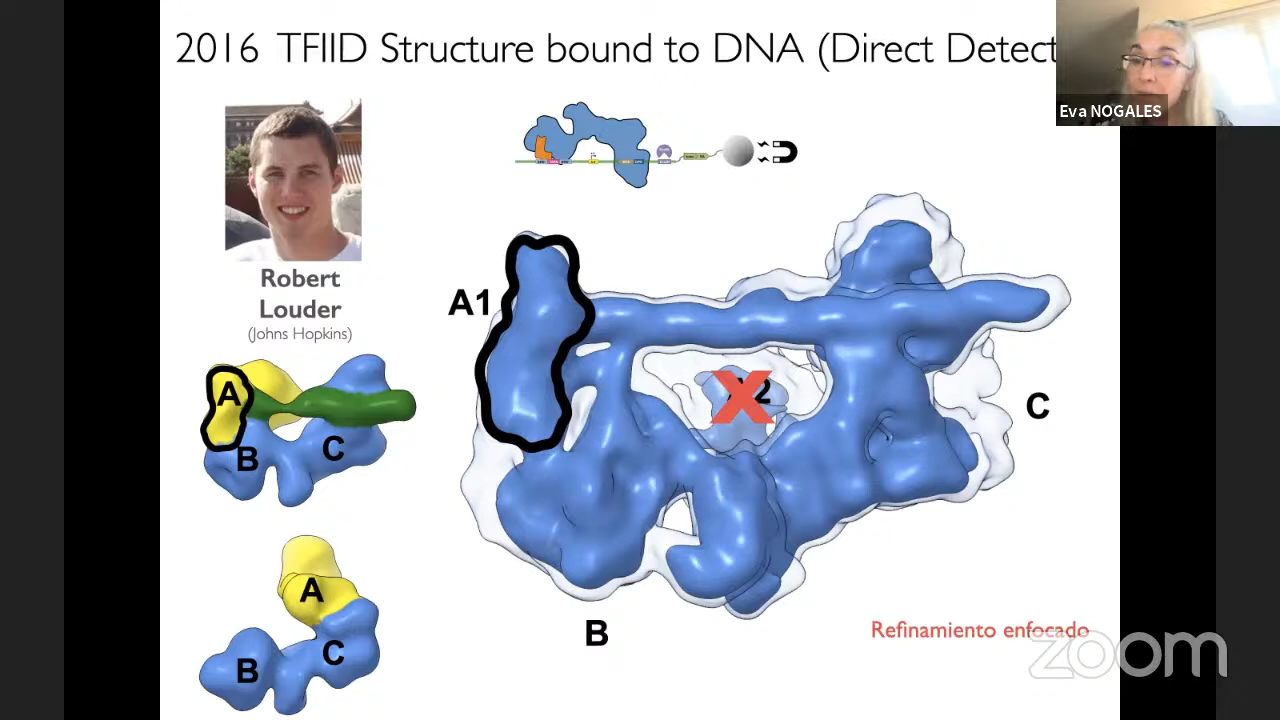 2016 TFIID Structure bound to DNA (Direct Detect
Eva NOGALES
Robert
Louder
(Johns Hopkins)
A1
C
B
A
B
C
A
B
C
Refinamiento enfocado
zoom